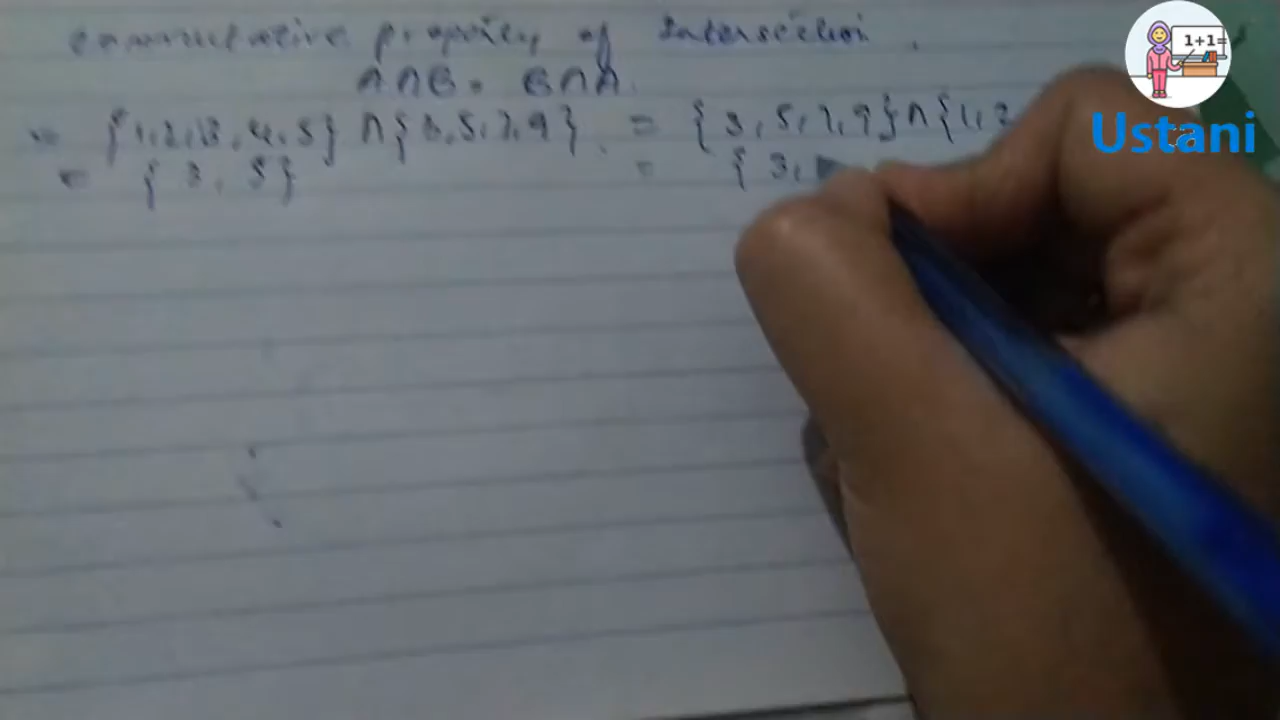 commutative property of Intersection.
A∩B = B∩A.
= {1,2,3,4,5} ∩ {3,5,7,9}. = {3,5,7,9}∩{1,2
= {3, 5} = {3,
1+1=
Ustani